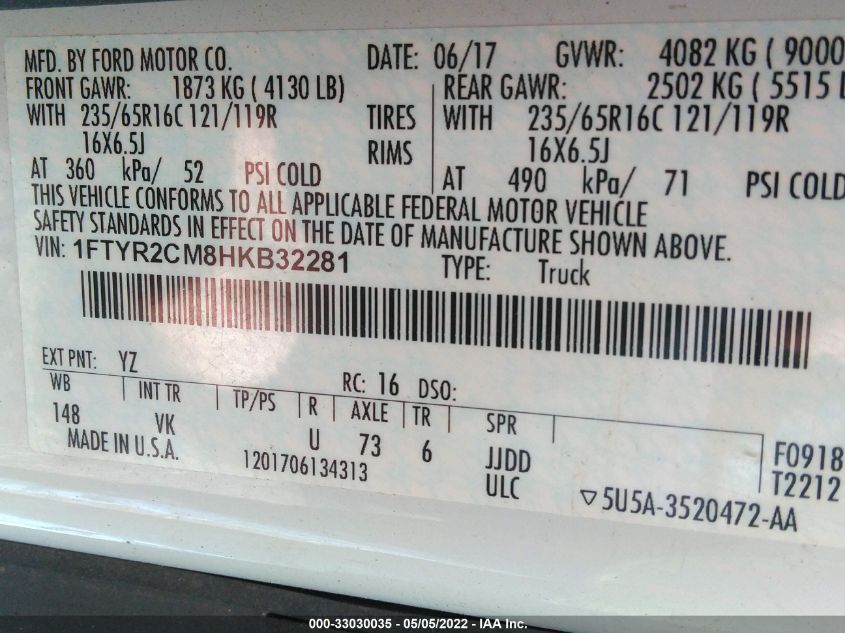 MFD. BY FORD MOTOR CO. DATE: 06/17 GVWR: 4082 KG ( 9000
FRONT GAWR: 1873 KG ( 4130 LB) REAR GAWR: 2502 KG ( 5515 L
WITH 235/65R16C 121/119R TIRES WITH 235/65R16C 121/119R
16X6.5J RIMS 16X6.5J
AT 360 kPa/ 52 PSI COLD AT 490 kPa/ 71 PSI COLD
THIS VEHICLE CONFORMS TO ALL APPLICABLE FEDERAL MOTOR VEHICLE
SAFETY STANDARDS IN EFFECT ON THE DATE OF MANUFACTURE SHOWN ABOVE.
VIN: 1FTYR2CM8HKB32281 TYPE: Truck
EXT PNT: YZ RC: 16 DSO:
WB INT TR TP/PS R AXLE TR SPR
148 VK U 73 6 JJDD F0918
MADE IN U.S.A. 1201706134313 ULC ▽5U5A-3520472-AA T2212
000-33030035 - 05/05/2022 - IAA Inc.